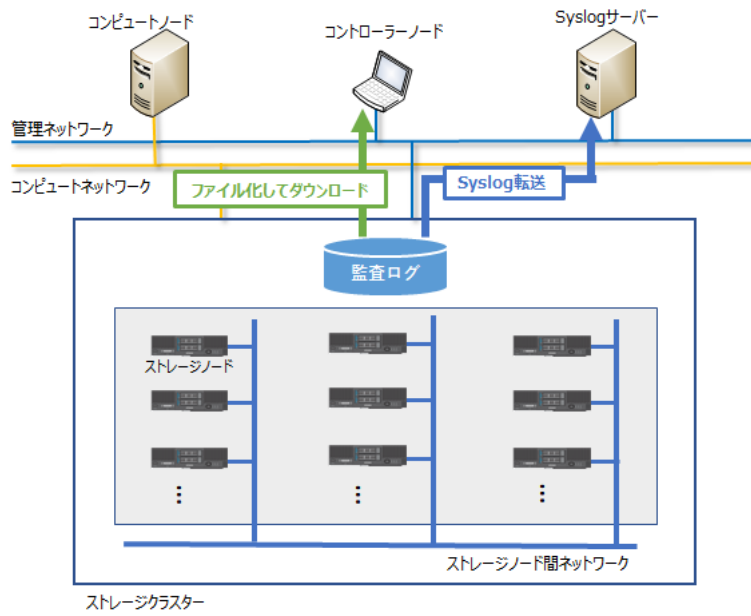 コンピュートノード
コントローラーノード
Syslogサーバー
管理ネットワーク
コンピュートネットワーク
ファイル化してダウンロード
Syslog転送
監査ログ
ストレージノード
ストレージノード間ネットワーク
ストレージクラスター